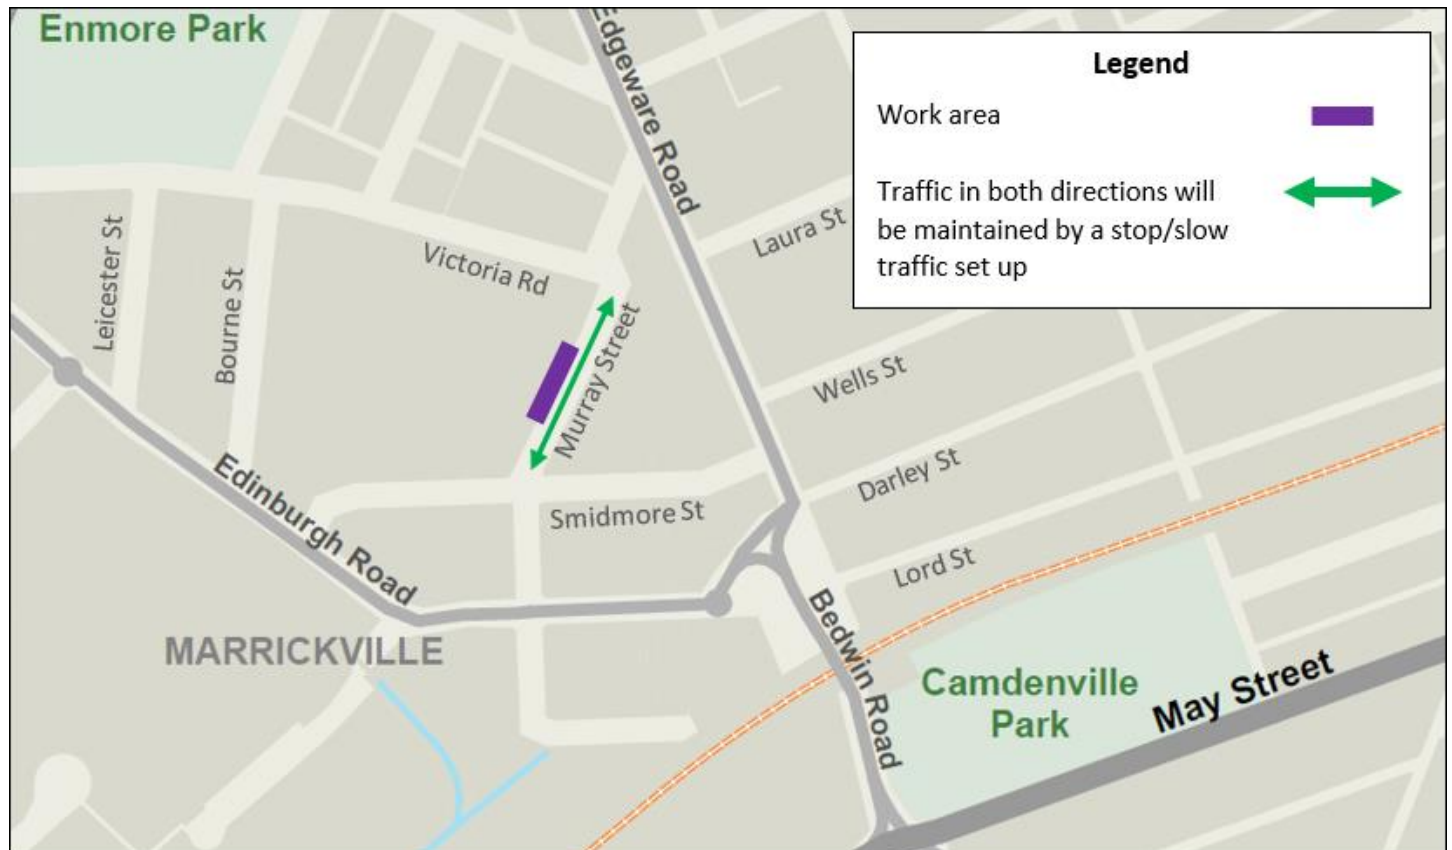 Enmore Park
Edgeware Road
Legend
Work area
Traffic in both directions will
be maintained by a stop/slow
traffic set up
Laura St
Leicester St
Bourne St
Victoria Rd
Murray Street
Wells St
Darley St
Edinburgh Road
Smidmore St
Lord St
MARRICKVILLE
Bedwin Road
Camdenville
Park
May Street